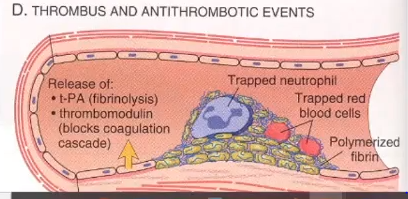 D. THROMBUS AND ANTITHROMBOTIC EVENTS
Release of:
• t-PA (fibrinolysis)
• thrombomodulin
(blocks coagulation
cascade)
Trapped neutrophil
Trapped red
blood cells
Polymerized
fibrin